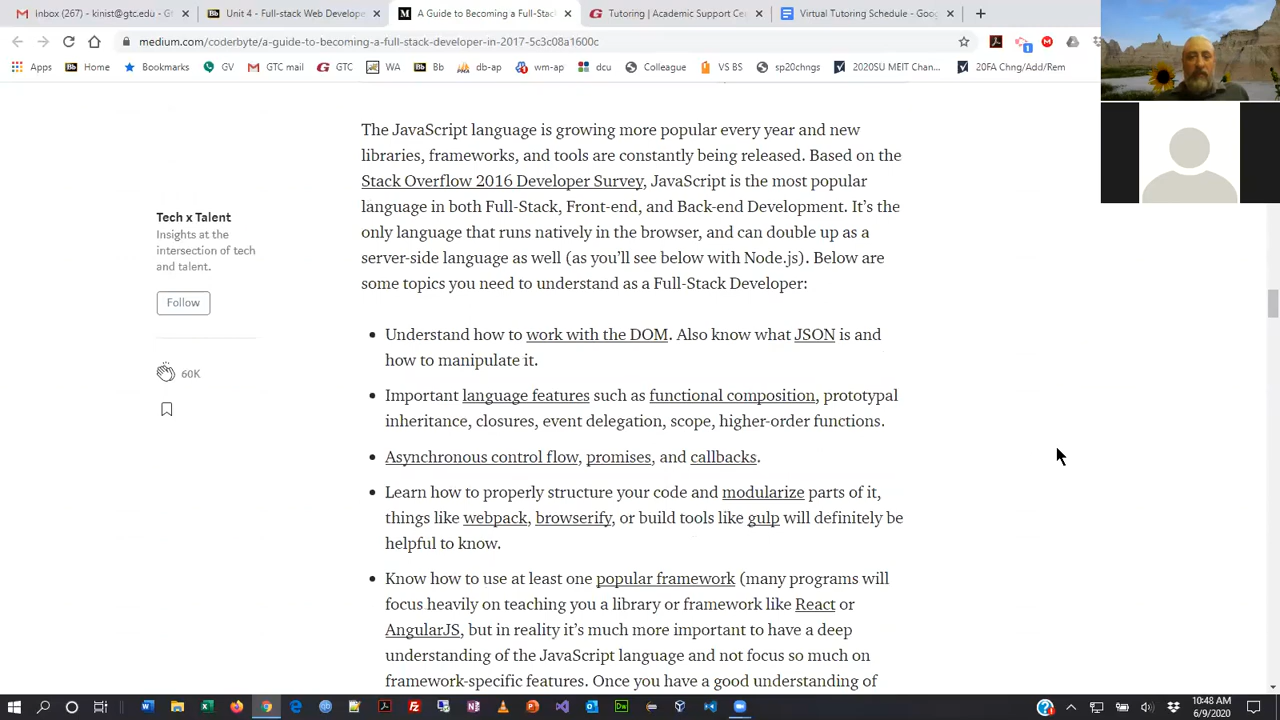 Inbox (267) - ionist@gtc.edu - G
Unit 4 - Full-stack Web Develope
A Guide to Becoming a Full-Stack
Tutoring | Academic Support Ce
Virtual Tutoring Schedule - Goog
medium.com/coderbyte/a-guide-to-becoming-a-full-stack-developer-in-2017-5c3c08a1600c
Apps
Home
Bookmarks
GV
GTC mail
GTC
WA
Bb
db-ap
wm-ap
dcu
Colleague
VS BS
sp20chngs
2020SU MEIT Chan...
20FA Chng/Add/Rem
The JavaScript language is growing more popular every year and new
libraries, frameworks, and tools are constantly being released. Based on the
Stack Overflow 2016 Developer Survey, JavaScript is the most popular
language in both Full-Stack, Front-end, and Back-end Development. It's the
only language that runs natively in the browser, and can double up as a
server-side language as well (as you'll see below with Node.js). Below are
some topics you need to understand as a Full-Stack Developer:
Tech x Talent
Insights at the
intersection of tech
and talent.
Follow
60K
• Understand how to work with the DOM. Also know what JSON is and
how to manipulate it.
• Important language features such as functional composition, prototypal
inheritance, closures, event delegation, scope, higher-order functions.
• Asynchronous control flow, promises, and callbacks.
• Learn how to properly structure your code and modularize parts of it,
things like webpack, browserify, or build tools like gulp will definitely be
helpful to know.
• Know how to use at least one popular framework (many programs will
focus heavily on teaching you a library or framework like React or
AngularJS, but in reality it's much more important to have a deep
understanding of the JavaScript language and not focus so much on
framework-specific features. Once you have a good understanding of
10:48 AM
6/9/2020